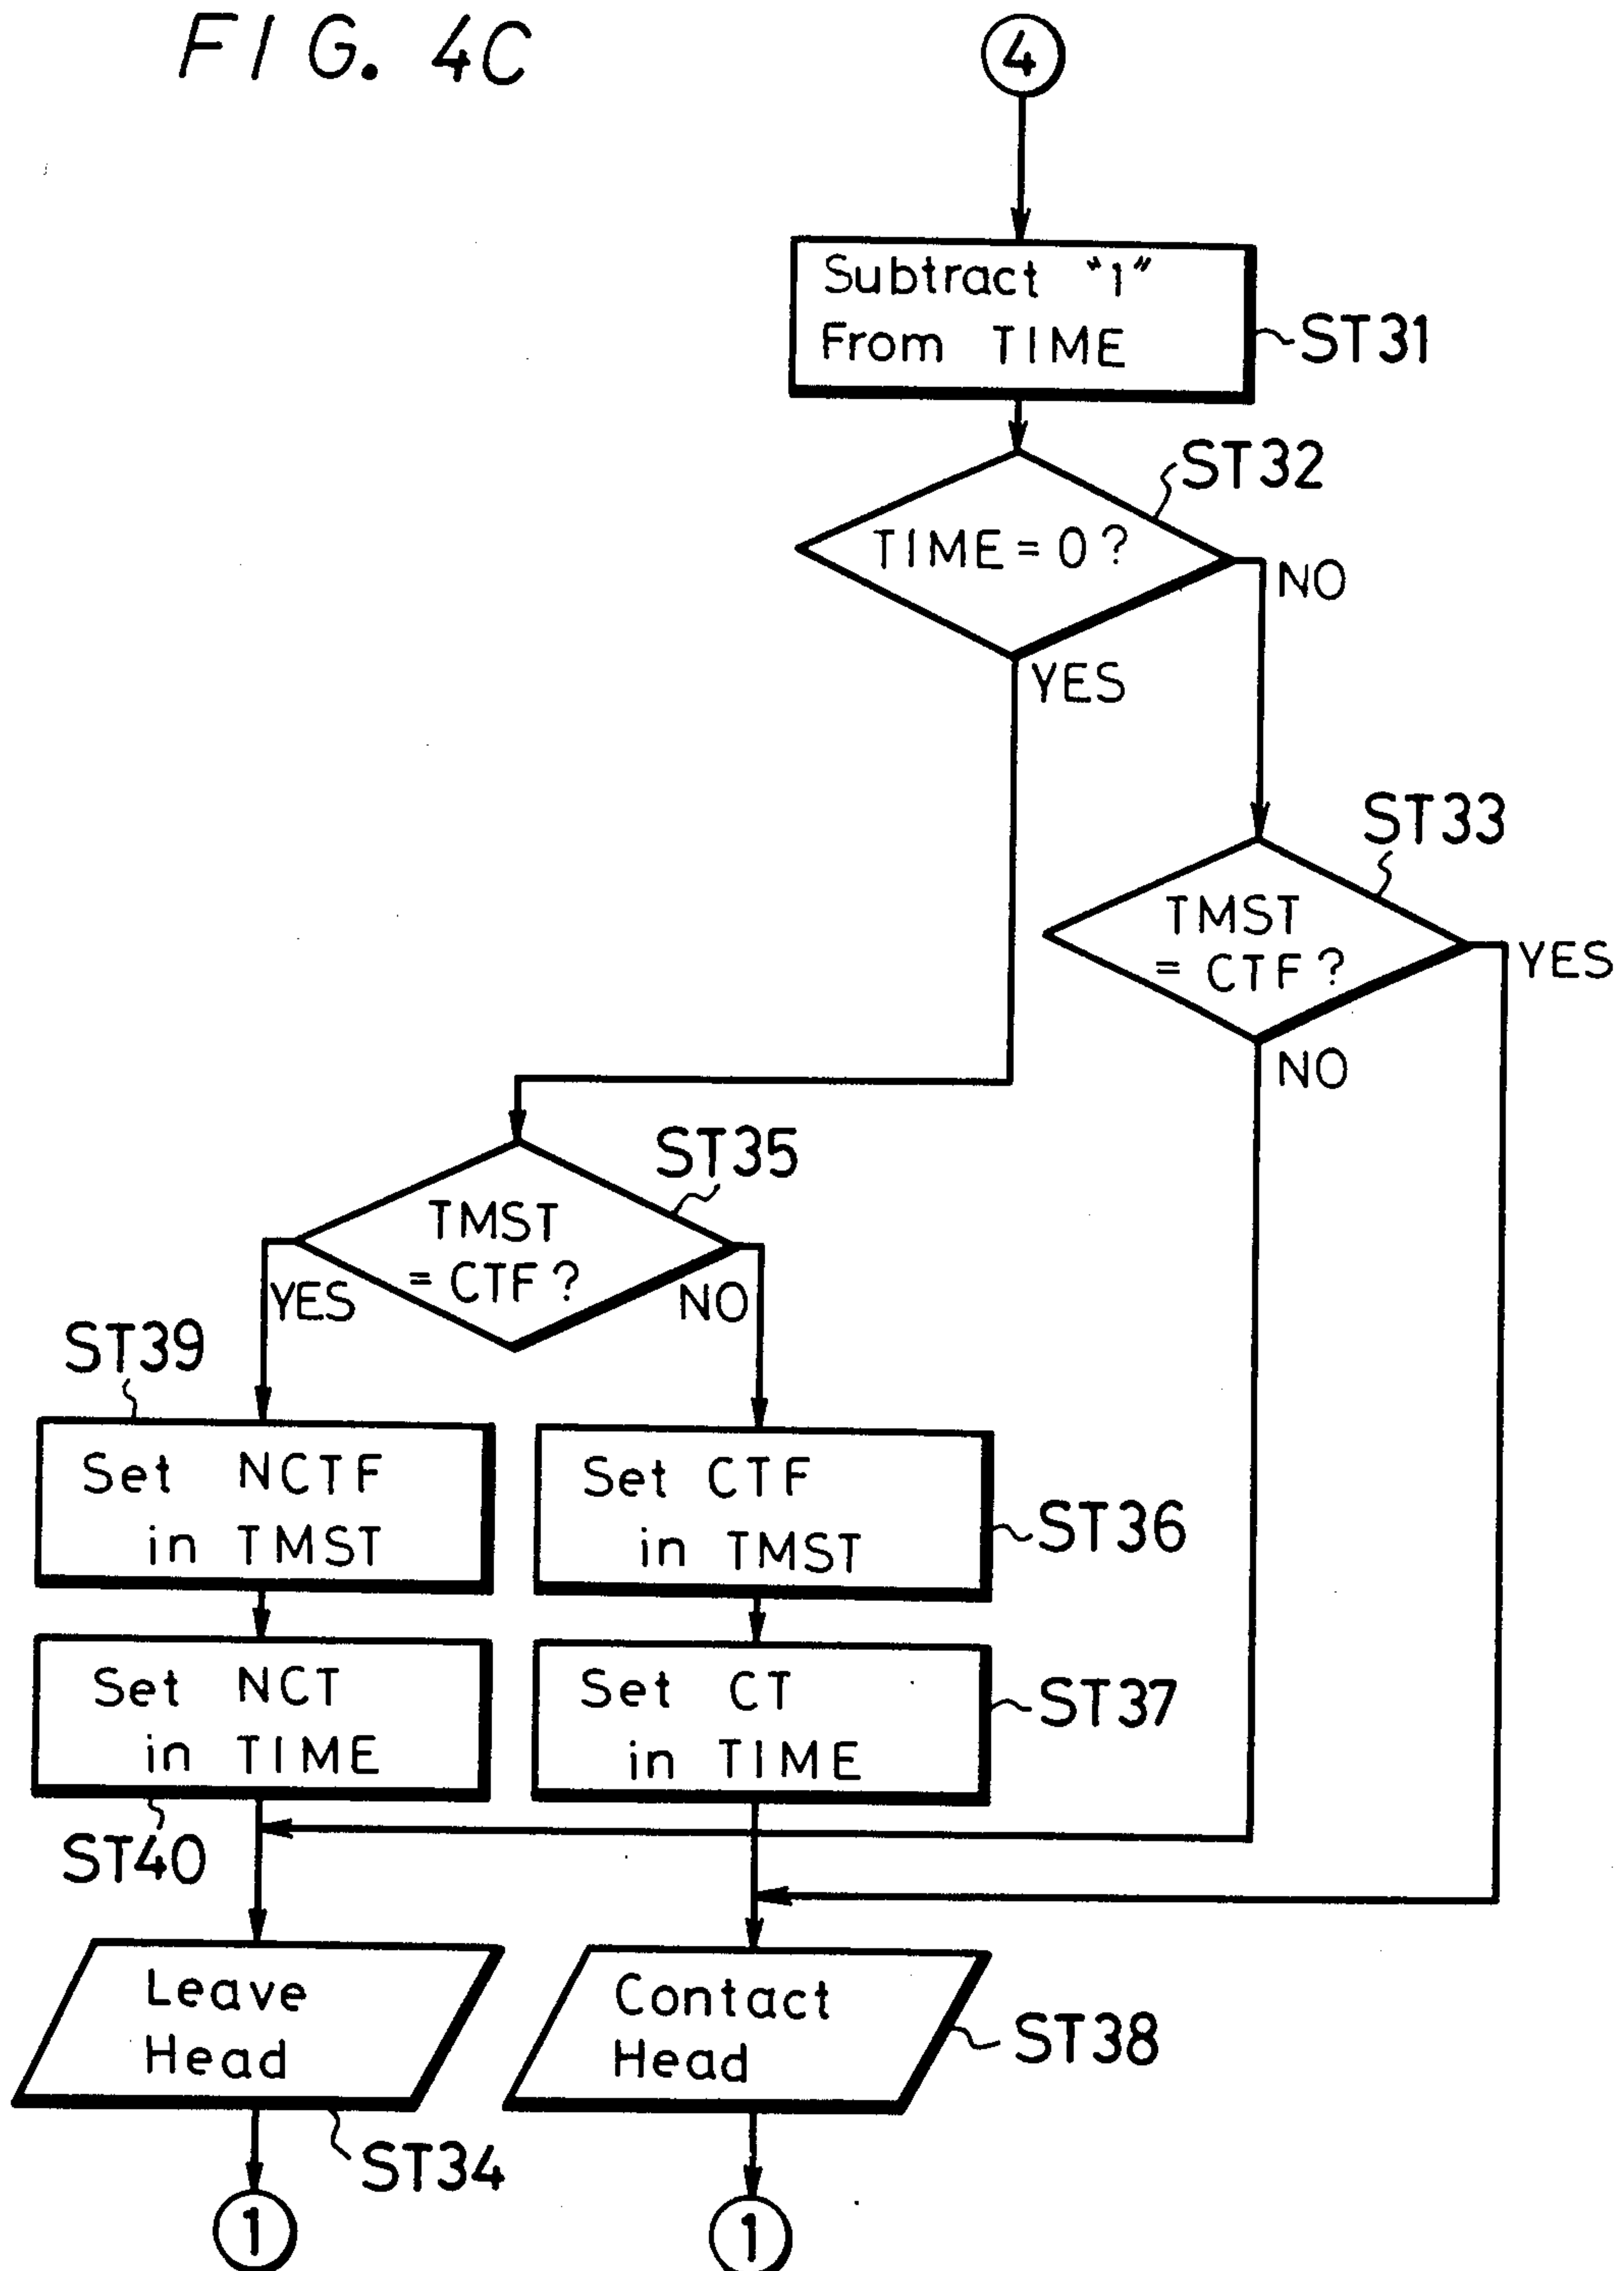 FIG. 4C
4
Subtract "1"
From TIME
ST31
ST32
TIME=0?
NO
YES
ST33
TMST
= CTF?
YES
NO
ST35
TMST
= CTF?
YES
NO
ST39
Set NCTF
in TMST
Set CTF
in TMST
ST36
Set NCT
in TIME
Set CT
in TIME
ST37
ST40
Leave
Head
Contact
Head
ST38
ST34
1
1